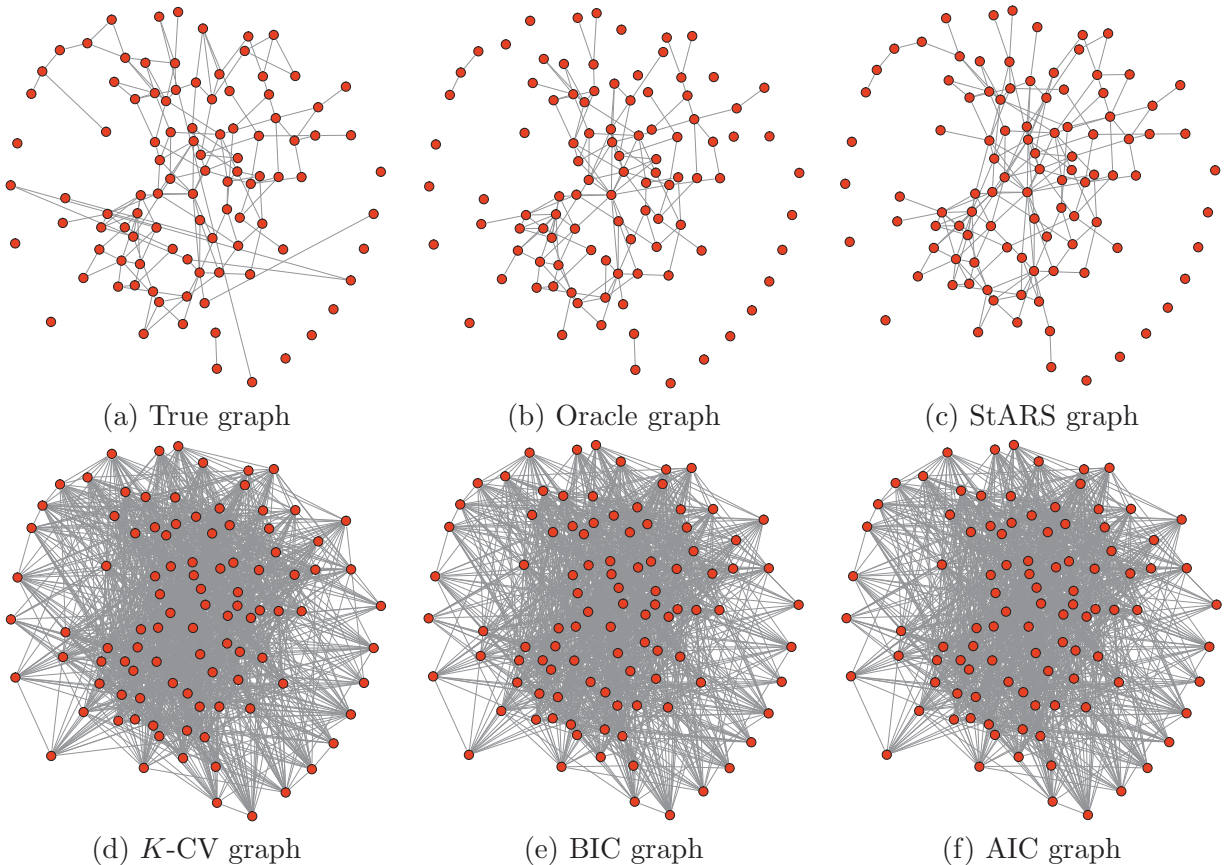 (a) True graph
(b) Oracle graph
(c) StARS graph
(d) K-CV graph
(e) BIC graph
(f) AIC graph